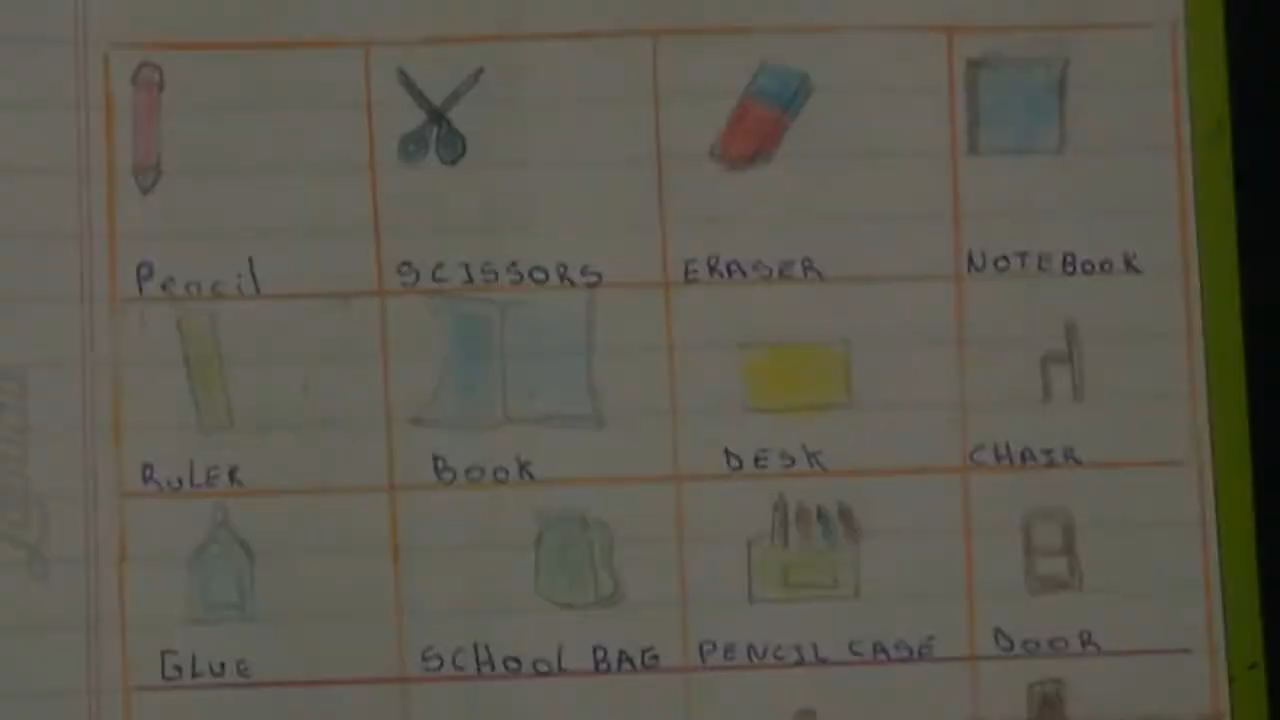 Pencil SCISSORS ERASER NOTEBOOK
RULER BOOK DESK CHAIR
GLUE SCHOOL BAG PENCIL CASE DOOR